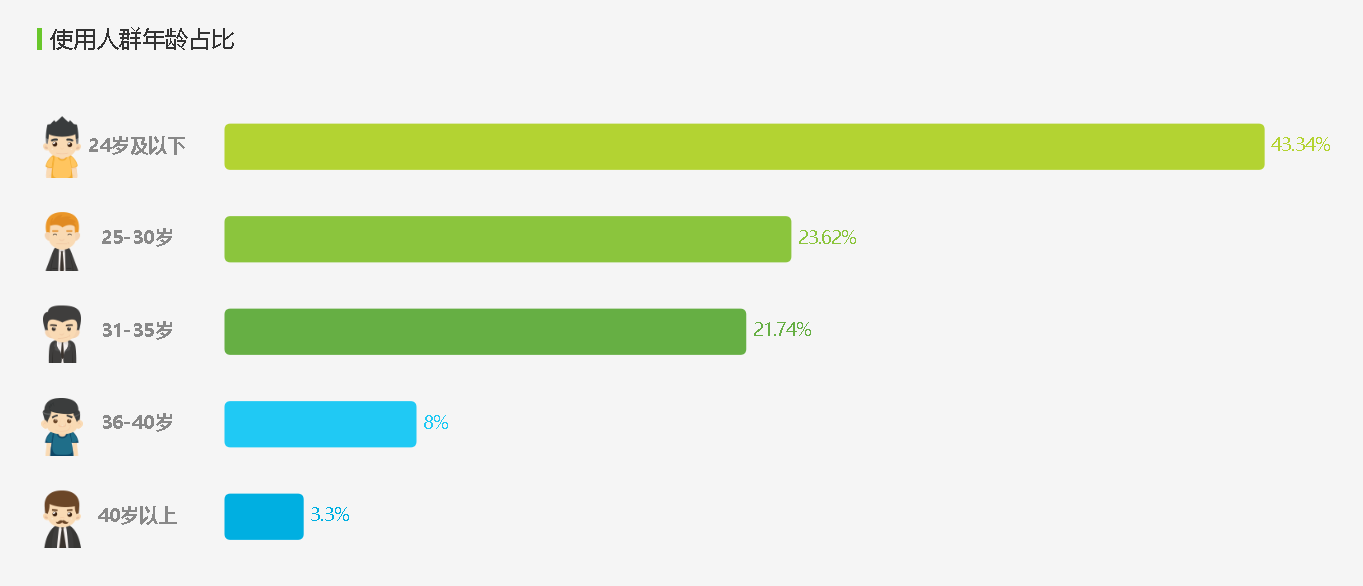 使用人群年龄占比
24岁及以下 43.34%
25-30岁 23.62%
31-35岁 21.74%
36-40岁 8%
40岁以上 3.3%